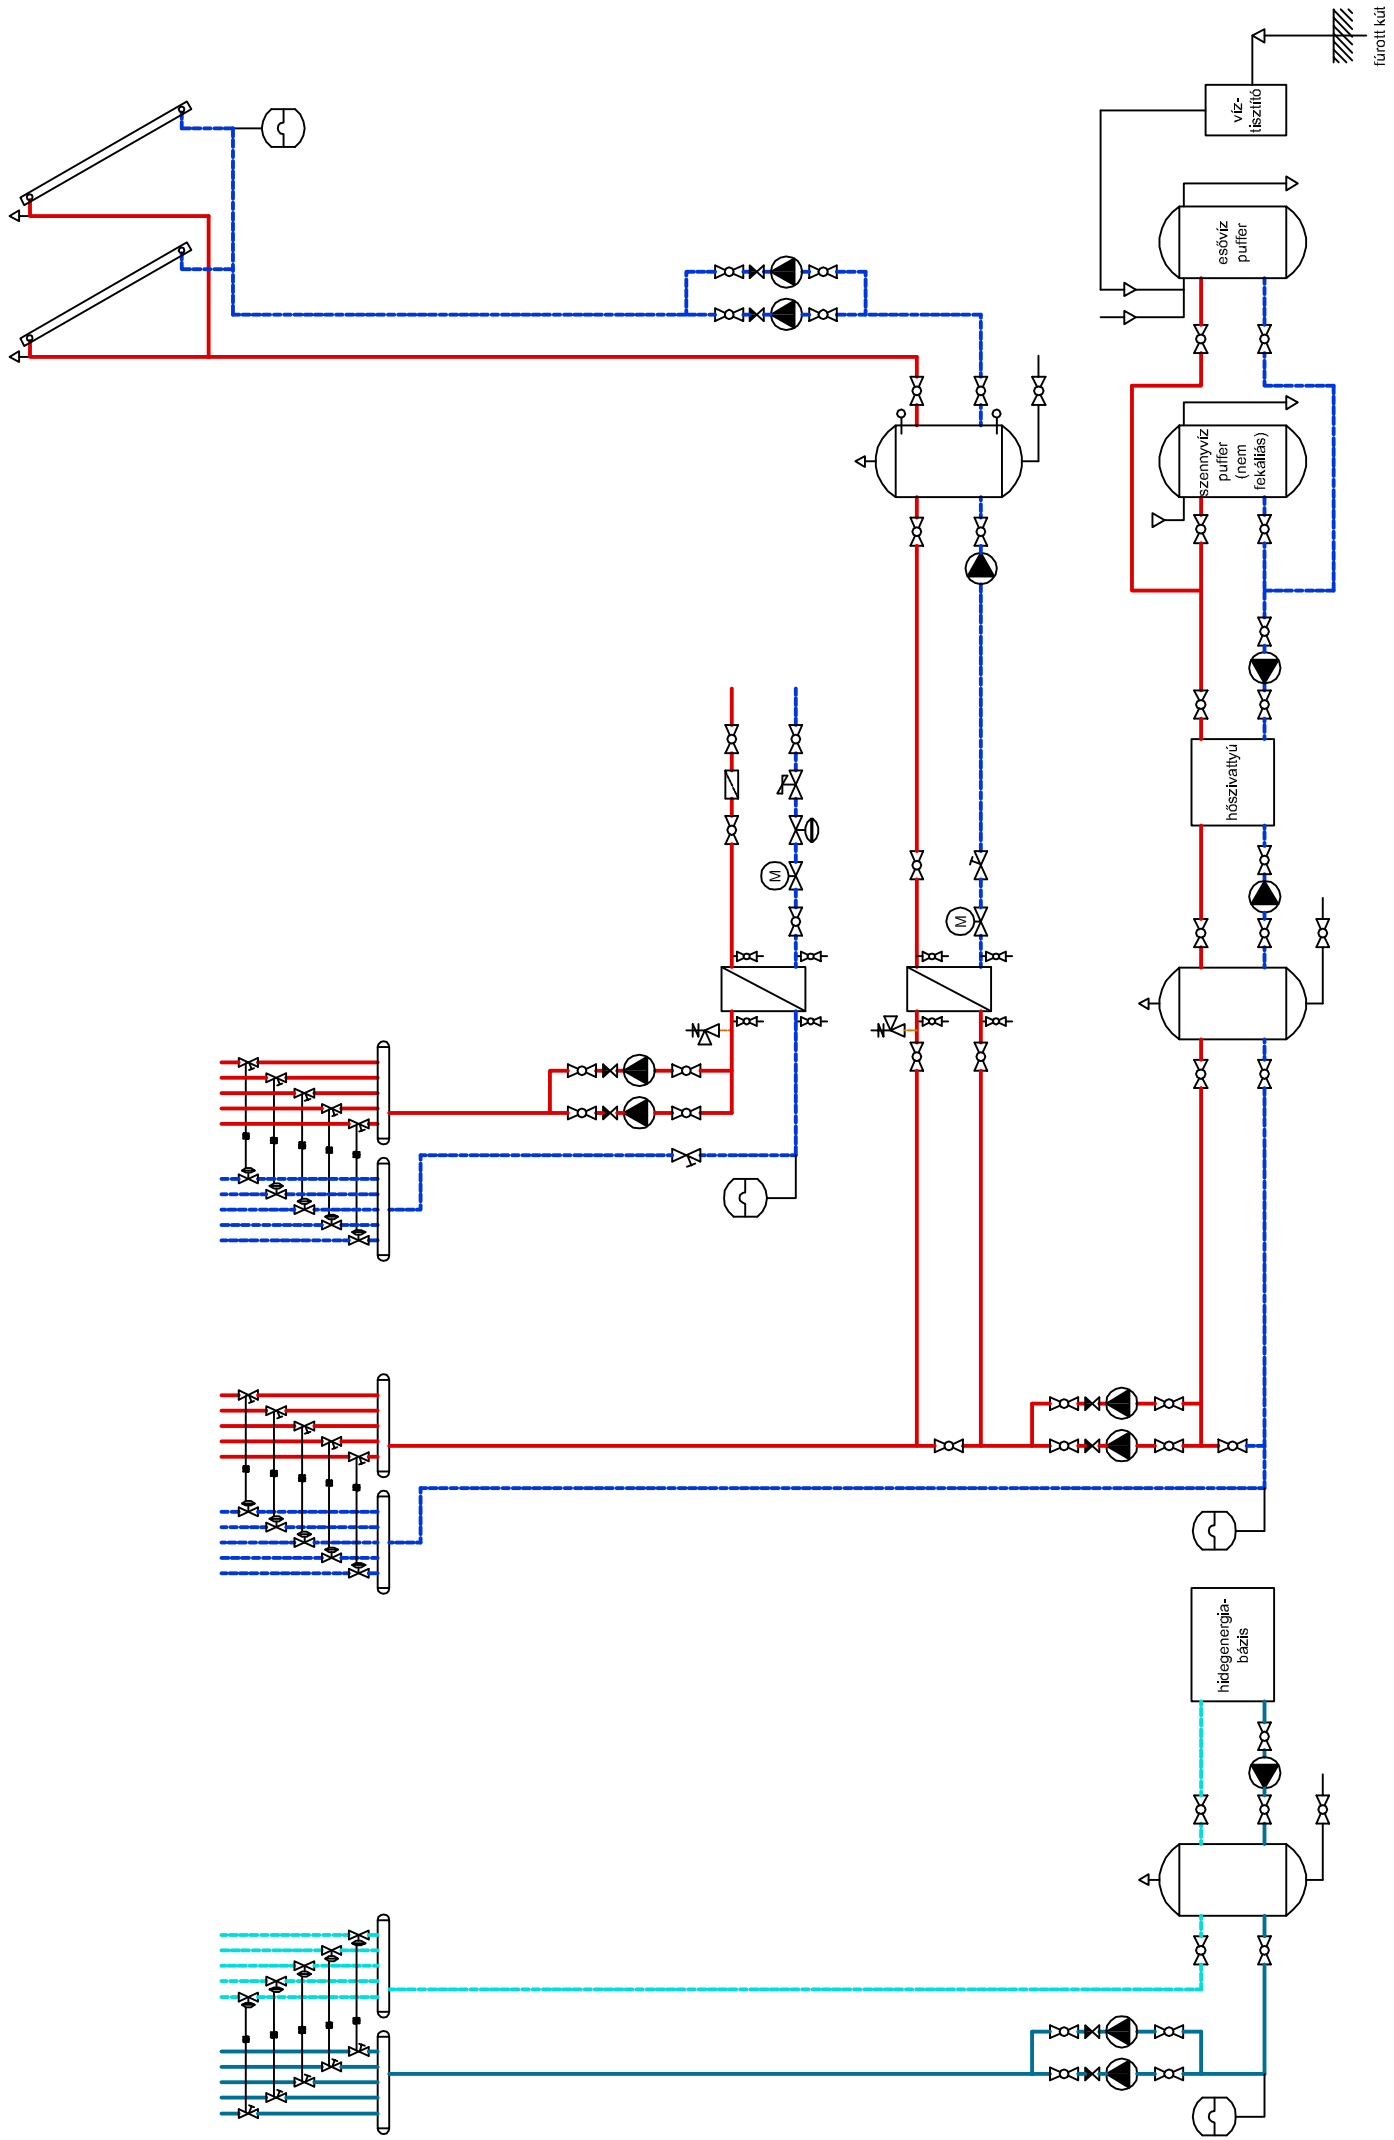 fúrott kút
víz-
tisztító
esővíz
puffer
szennyvíz
puffer
(nem
fekáliás)
hőszivattyú
M
M
hidegenergia-
bázis